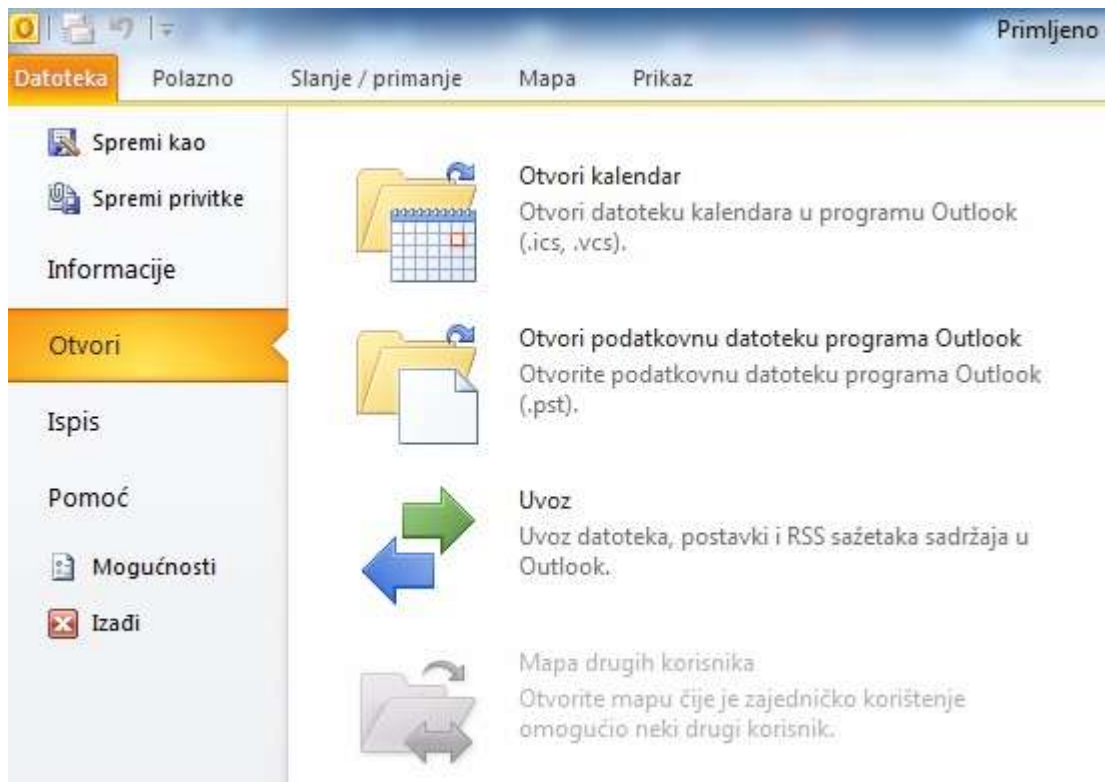 Primljeno
Datoteka Polazno Slanje / primanje Mapa Prikaz
Spremi kao
Spremi privitke
Informacije
Otvori
Ispis
Pomoć
Mogućnosti
Izađi
Otvori kalendar
Otvori datoteku kalendara u programu Outlook
(.ics, .vcs).
Otvori podatkovnu datoteku programa Outlook
Otvorite podatkovnu datoteku programa Outlook
(.pst).
Uvoz
Uvoz datoteka, postavki i RSS sažetaka sadržaja u
Outlook.
Mapa drugih korisnika
Otvorite mapu čije je zajedničko korištenje
omogućio neki drugi korisnik.